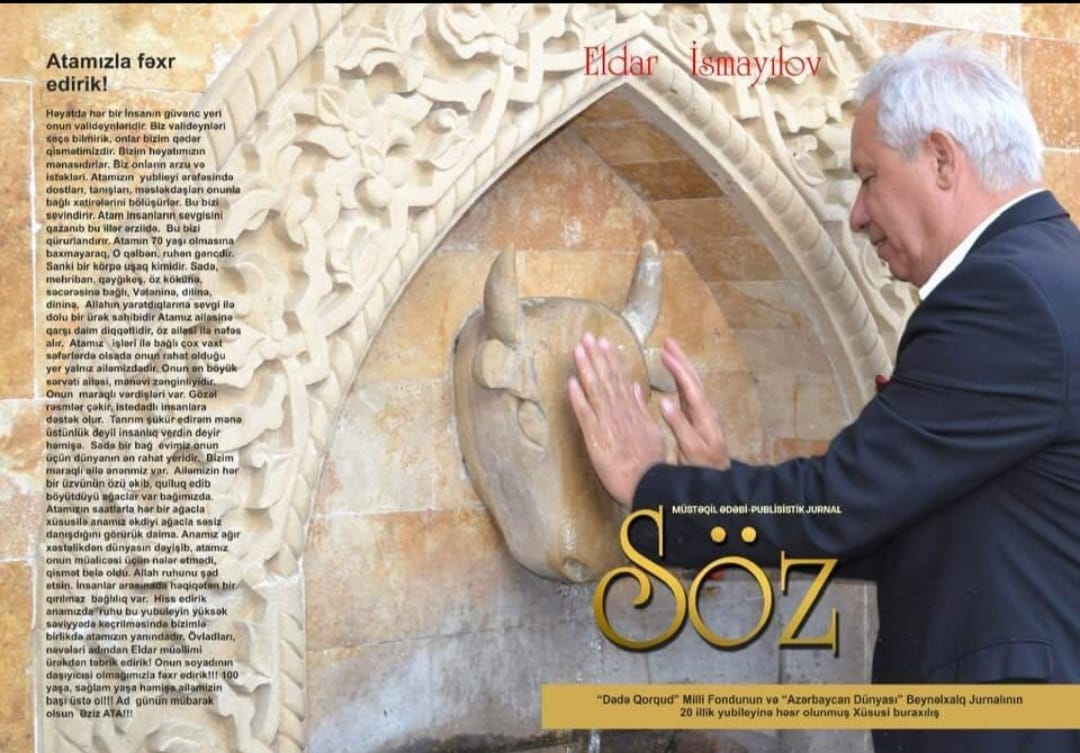 Atamızla fəxr
edirik!
Həyatda hər bir İnsanın güvənc yeri
onun valideynləridir. Biz valideynləri
seçə bilmirik, onlar bizim qədər
qismətimizdir. Bizim həyatımızın
mənasıdırlar. Biz onların arzu və
istəkləri. Atamızın yublieyi ərəfəsində
dostları, tanışları, məsləkdaşları onunla
bağlı xatirələrini bölüşürlər. Bu bizi
sevindirir. Atam insanların sevgisini
qazanıb bu illər ərzildə. Bu bizi
qürurlandırır. Atamın 70 yaşı olmasına
baxmayaraq, O qəlbən, ruhən gəncdir.
Sanki bir körpə uşaq kimidir. Sadə,
mehriban, qayğıkeş, öz kökünə,
şəcərəsinə bağlı, Vətəninə, dilinə,
dininə, Allahın yaratdıqlarına sevgi ilə
dolu bir ürək sahibidir Atamız ailəsinə
qarşı daim diqqətlidir, öz ailəsi ilə nəfəs
alır. Atamız işləri ilə bağlı çox vaxt
səfərlərdə olsada onun rahat olduğu
yer yalnız ailəmizdədir. Onun ən böyük
sərvəti ailəsi, mənəvi zənginliyidir.
Onun maraqlı vərdişləri var. Gözəl
rəsmlər çəkir, istedadlı insanlara
dəstək olur. Tanrım şükür edirəm mənə
üstünlük deyil insanlıq verdin deyir
həmişə. Sadə bir bağ evimiz onun
üçün dünyanın ən rahat yeridir. Bizim
maraqlı ailə ənənmiz var. Ailəmizin hər
bir üzvünün özü əkib, qulluq edib
böyütdüyü ağaclar var bağımızda.
Atamızın saatlarla hər bir ağacla
xüsusilə anamız əkdiyi ağacla səsiz
danışdığını görürük daima. Anamız ağır
xəstəlikdən dünyasın dəyişib, atamız
onun müalicəsi üçün nələr etmədi,
qismət belə oldu. Allah ruhunu şad
etsin. İnsanlar arasında həqiqətən bir
qırılmaz bağlılıq var. Hiss edirik
anamızda ruhu bu yubuleyin yüksək
səviyyədə keçrilməsində bizimlə
birlikdə atamızın yanındadır. Övladları,
nəvələri adından Eldar müəllimi
ürəkdən təbrik edirik! Onun soyadının
daşıyıcısı olmağımızla fəxr edirik!!! 100
yaşa, sağlam yaşa həmişə ailəmizin
başı üstə ol!!! Ad günün mübarək
olsun Əziz ATA!!!
Eldar İsmayılov
MÜSTƏQİL ƏDƏBİ-PUBLİSİSTİK JURNAL
SÖZ
“Dədə Qorqud” Milli Fondunun və “Azərbaycan Dünyası” Beynəlxalq Jurnalının
20 illik yubileyinə həsr olunmuş Xüsusi buraxılış